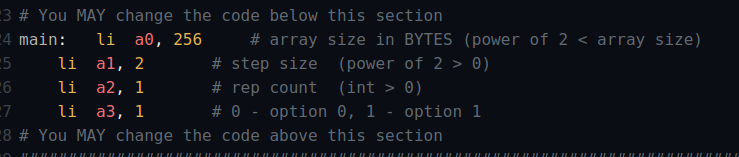 23 # You MAY change the code below this section
24 main:   li  a0, 256     # array size in BYTES (power of 2 < array size)
25     li  a1, 2       # step size  (power of 2 > 0)
26     li  a2, 1       # rep count  (int > 0)
27     li  a3, 1       # 0 - option 0, 1 - option 1
28 # You MAY change the code above this section